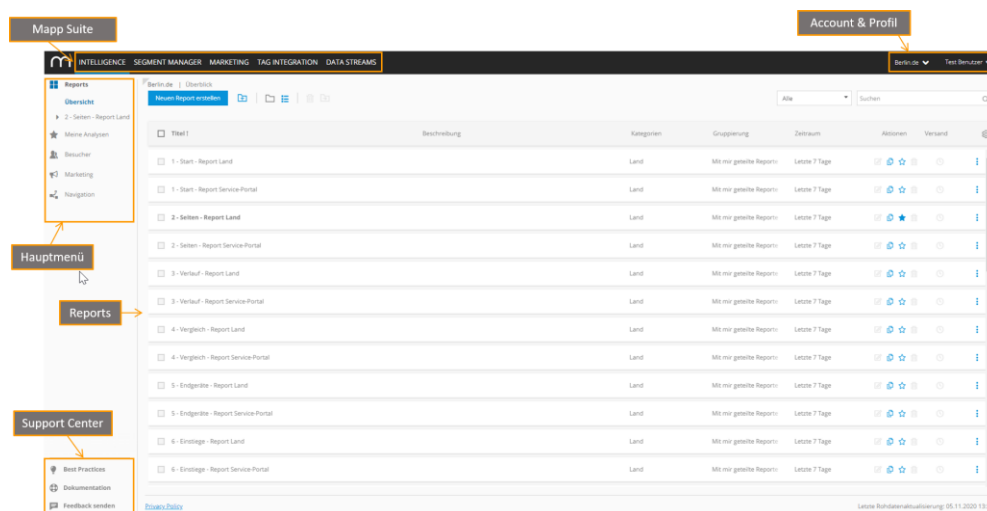 Mapp Suite
Account & Profil
INTELLIGENCE SEGMENT MANAGER MARKETING TAG INTEGRATION DATA STREAMS Berlin.de Test Benutzer
Reports
Berlin.de | Überblick
Übersicht
Neuen Report erstellen Alle Suchen
2 - Seiten - Report Land
Meine Analysen
Titel Beschreibung Kategorien Gruppierung Zeitraum Aktionen Versand
Besucher
1 - Start - Report Land Land Mit mir geteilte Reports Letzte 7 Tage
Marketing
1 - Start - Report Service-Portal Land Mit mir geteilte Reports Letzte 7 Tage
Navigation
2 - Seiten - Report Land Land Mit mir geteilte Reports Letzte 7 Tage
2 - Seiten - Report Service-Portal Land Mit mir geteilte Reports Letzte 7 Tage
Hauptmenü
3 - Verlauf - Report Land Land Mit mir geteilte Reports Letzte 7 Tage
3 - Verlauf - Report Service-Portal Land Mit mir geteilte Reports Letzte 7 Tage
Reports
4 - Vergleich - Report Land Land Mit mir geteilte Reports Letzte 7 Tage
4 - Vergleich - Report Service-Portal Land Mit mir geteilte Reports Letzte 7 Tage
5 - Endgeräte - Report Land Land Mit mir geteilte Reports Letzte 7 Tage
5 - Endgeräte - Report Service-Portal Land Mit mir geteilte Reports Letzte 7 Tage
Support Center
6 - Einstiege - Report Land Land Mit mir geteilte Reports Letzte 7 Tage
6 - Einstiege - Report Service-Portal Land Mit mir geteilte Reports Letzte 7 Tage
Best Practices
Dokumentation
Feedback senden
Privacy Policy Letzte Rohdatenaktualisierung: 05.11.2020 13: